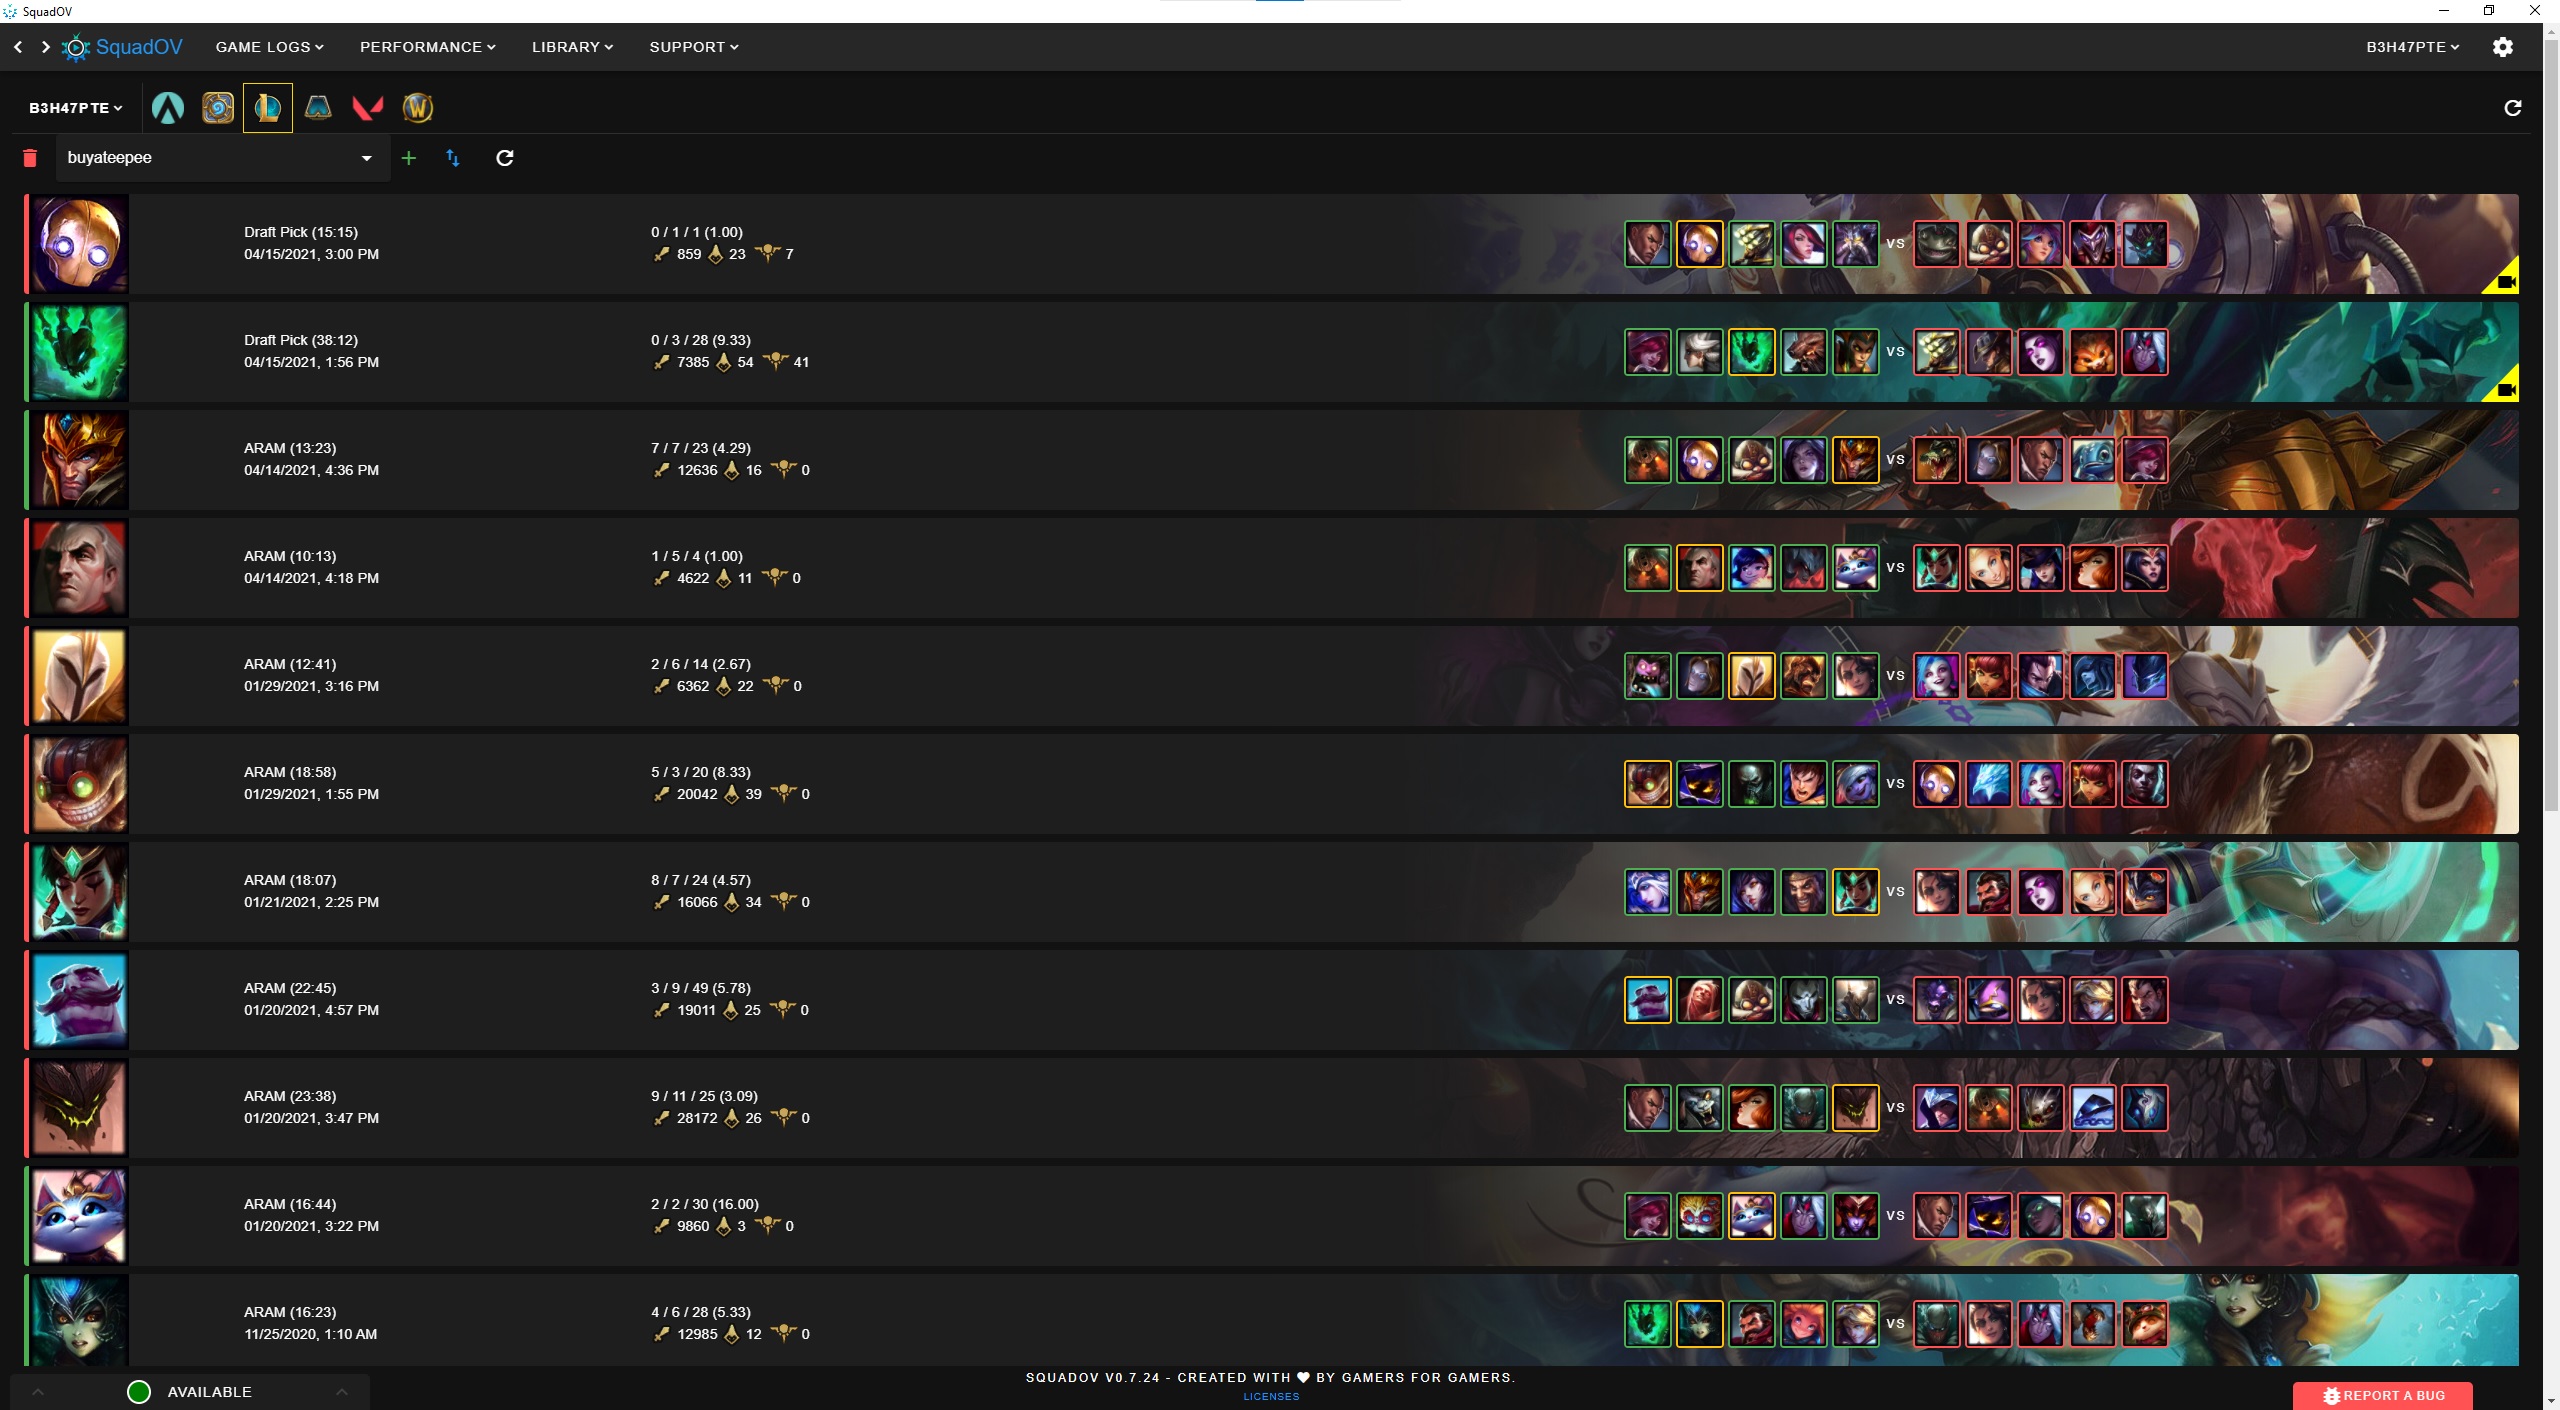 SquadOV
SquadOV GAME LOGS PERFORMANCE LIBRARY SUPPORT B3H47PTE
B3H47PTE
buyateepee
Draft Pick (15:15) 0 / 1 / 1 (1.00)
04/15/2021, 3:00 PM 859 23 7
VS
Draft Pick (38:12) 0 / 3 / 28 (9.33)
04/15/2021, 1:56 PM 7385 54 41
VS
ARAM (13:23) 7 / 7 / 23 (4.29)
04/14/2021, 4:36 PM 12636 16 0
VS
ARAM (10:13) 1 / 5 / 4 (1.00)
04/14/2021, 4:18 PM 4622 11 0
VS
ARAM (12:41) 2 / 6 / 14 (2.67)
01/29/2021, 3:16 PM 6362 22 0
VS
ARAM (18:58) 5 / 3 / 20 (8.33)
01/29/2021, 1:55 PM 20042 39 0
VS
ARAM (18:07) 8 / 7 / 24 (4.57)
01/21/2021, 2:25 PM 16066 34 0
VS
ARAM (22:45) 3 / 9 / 49 (5.78)
01/20/2021, 4:57 PM 19011 25 0
VS
ARAM (23:38) 9 / 11 / 25 (3.09)
01/20/2021, 3:47 PM 28172 26 0
VS
ARAM (16:44) 2 / 2 / 30 (16.00)
01/20/2021, 3:22 PM 9860 3 0
VS
ARAM (16:23) 4 / 6 / 28 (5.33)
11/25/2020, 1:10 AM 12985 12 0
VS
AVAILABLE
SQUADOV V0.7.24 - CREATED WITH ♥ BY GAMERS FOR GAMERS.
LICENSES
REPORT A BUG